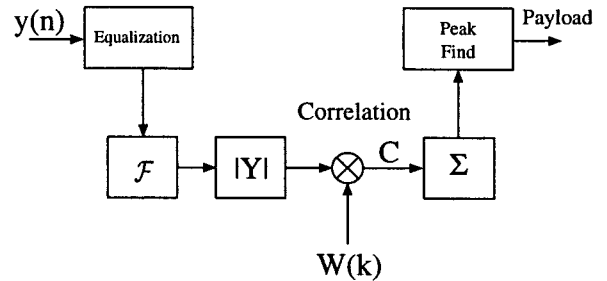 y(n)
Equalization
Peak
Find
Payload
Correlation
ℱ
|Y|
C
Σ
W(k)